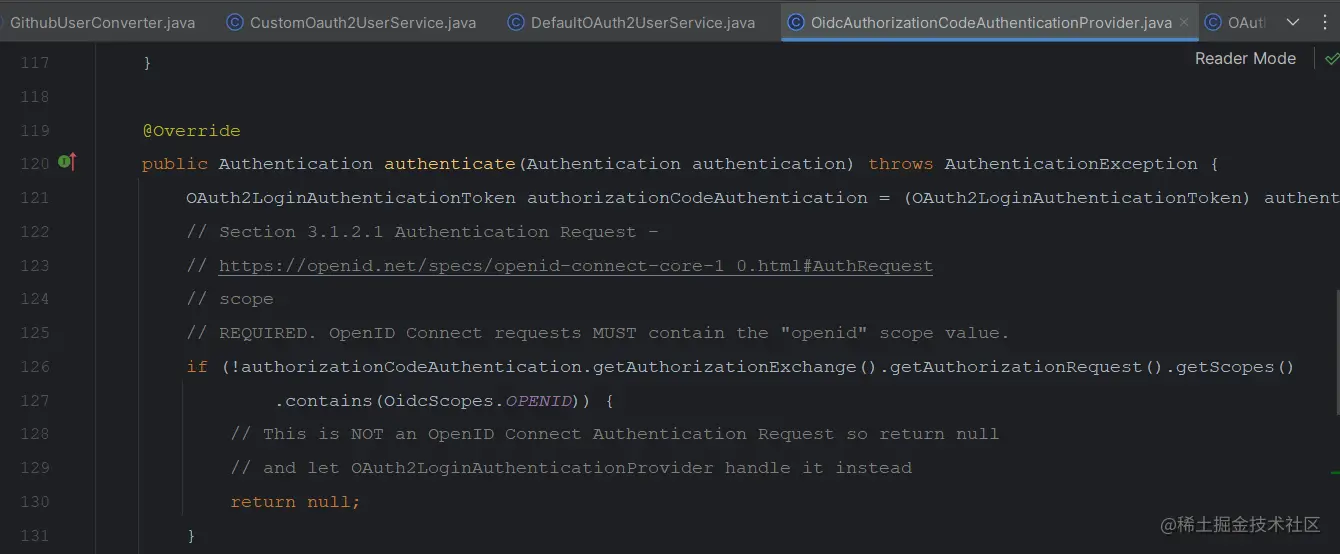 GithubUserConverter.java CustomOauth2UserService.java DefaultOAuth2UserService.java OidcAuthorizationCodeAuthenticationProvider.java
Reader Mode
117 }
118
119 @Override
120 public Authentication authenticate(Authentication authentication) throws AuthenticationException {
121 OAuth2LoginAuthenticationToken authorizationCodeAuthentication = (OAuth2LoginAuthenticationToken) authent
122 // Section 3.1.2.1 Authentication Request -
123 // https://openid.net/specs/openid-connect-core-1_0.html#AuthRequest
124 // scope
125 // REQUIRED. OpenID Connect requests MUST contain the "openid" scope value.
126 if (!authorizationCodeAuthentication.getAuthorizationExchange().getAuthorizationRequest().getScopes()
127 .contains(OidcScopes.OPENID)) {
128 // This is NOT an OpenID Connect Authentication Request so return null
129 // and let OAuth2LoginAuthenticationProvider handle it instead
130 return null;
131 }
@稀土掘金技术社区